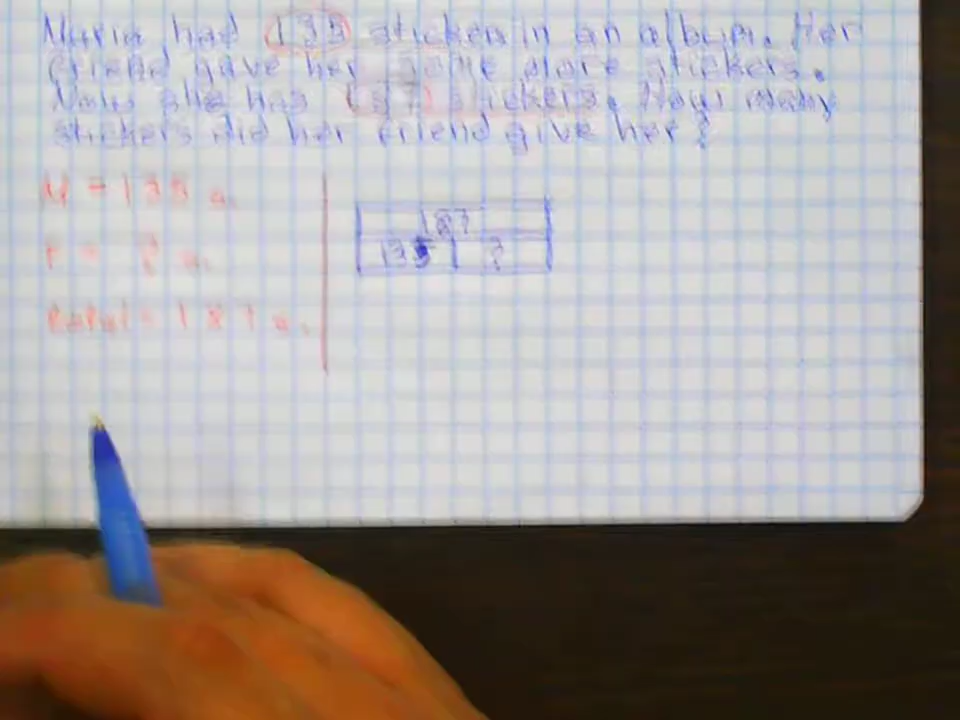 Nuria had 135 stickers in an album. Her
friend gave her some more stickers.
Now she has 187 stickers. How many
stickers did her friend give her?
N = 135 s.
F = ? s.
Total = 187 s.
187
135 ?